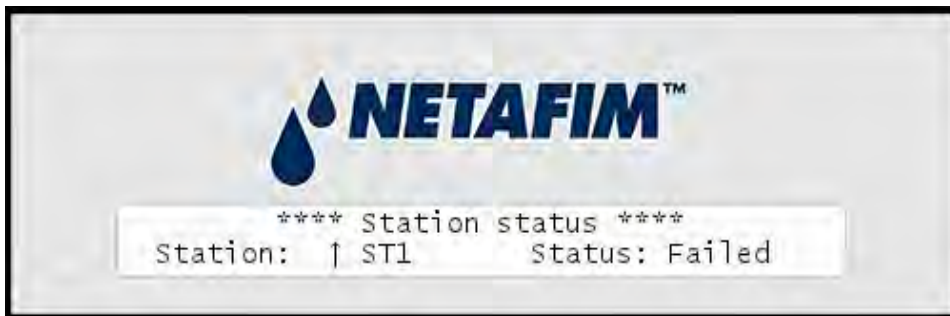 NETAFIM™
**** Station status ****
Station: ↑ ST1 Status: Failed